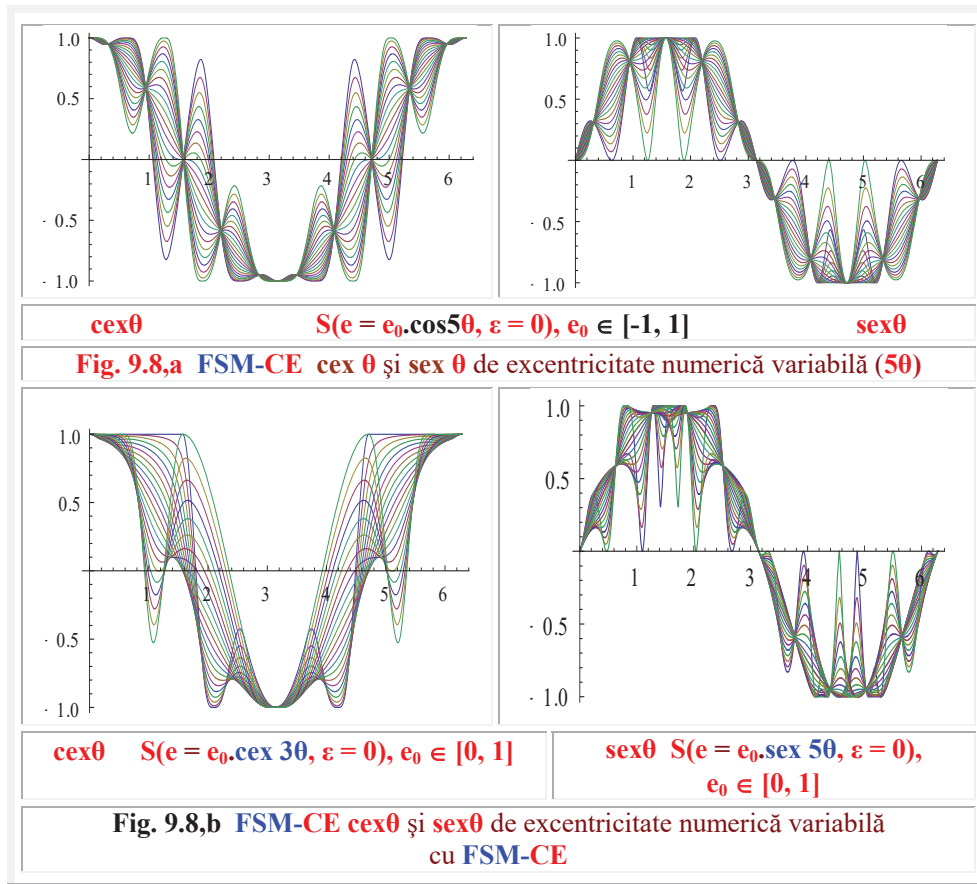 1.0
0.5
- 0.5
- 1.0
1 2 3 4 5 6
1.0
0.5
- 0.5
- 1.0
1 2 3 4 5 6
cexθ S(e = e₀.cos5θ, ε = 0), e₀ ∈ [-1, 1] sexθ
Fig. 9.8,a FSM-CE cex θ şi sex θ de excentricitate numerică variabilă (5θ)
1.0
0.5
- 0.5
- 1.0
1 2 3 4 5 6
1.0
0.5
- 0.5
- 1.0
1 2 3 4 5 6
cexθ S(e = e₀.cex 3θ, ε = 0), e₀ ∈ [0, 1]
sexθ S(e = e₀.sex 5θ, ε = 0),
e₀ ∈ [0, 1]
Fig. 9.8,b FSM-CE cexθ şi sexθ de excentricitate numerică variabilă
cu FSM-CE